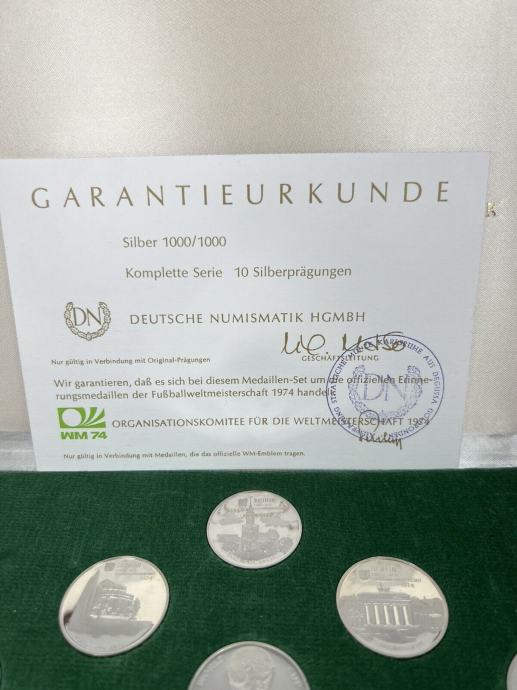 GARANTIEURKUNDE
Silber 1000/1000
Komplette Serie 10 Silberprägungen
DN DEUTSCHE NUMISMATIK HGMBH
Nur gültig in Verbindung mit Original-Prägungen GESCHÄFTSLEITUNG
Wir garantieren, daß es sich bei diesem Medaillen-Set um die offiziellen Erinne-
rungsmedaillen der Fußballweltmeisterschaft 1974 handelt
DN
WM 74 ORGANISATIONSKOMITEE FÜR DIE WELTMEISTERSCHAFT 1974
Nur gültig in Verbindung mit Medaillen, die das offizielle WM-Emblem tragen.